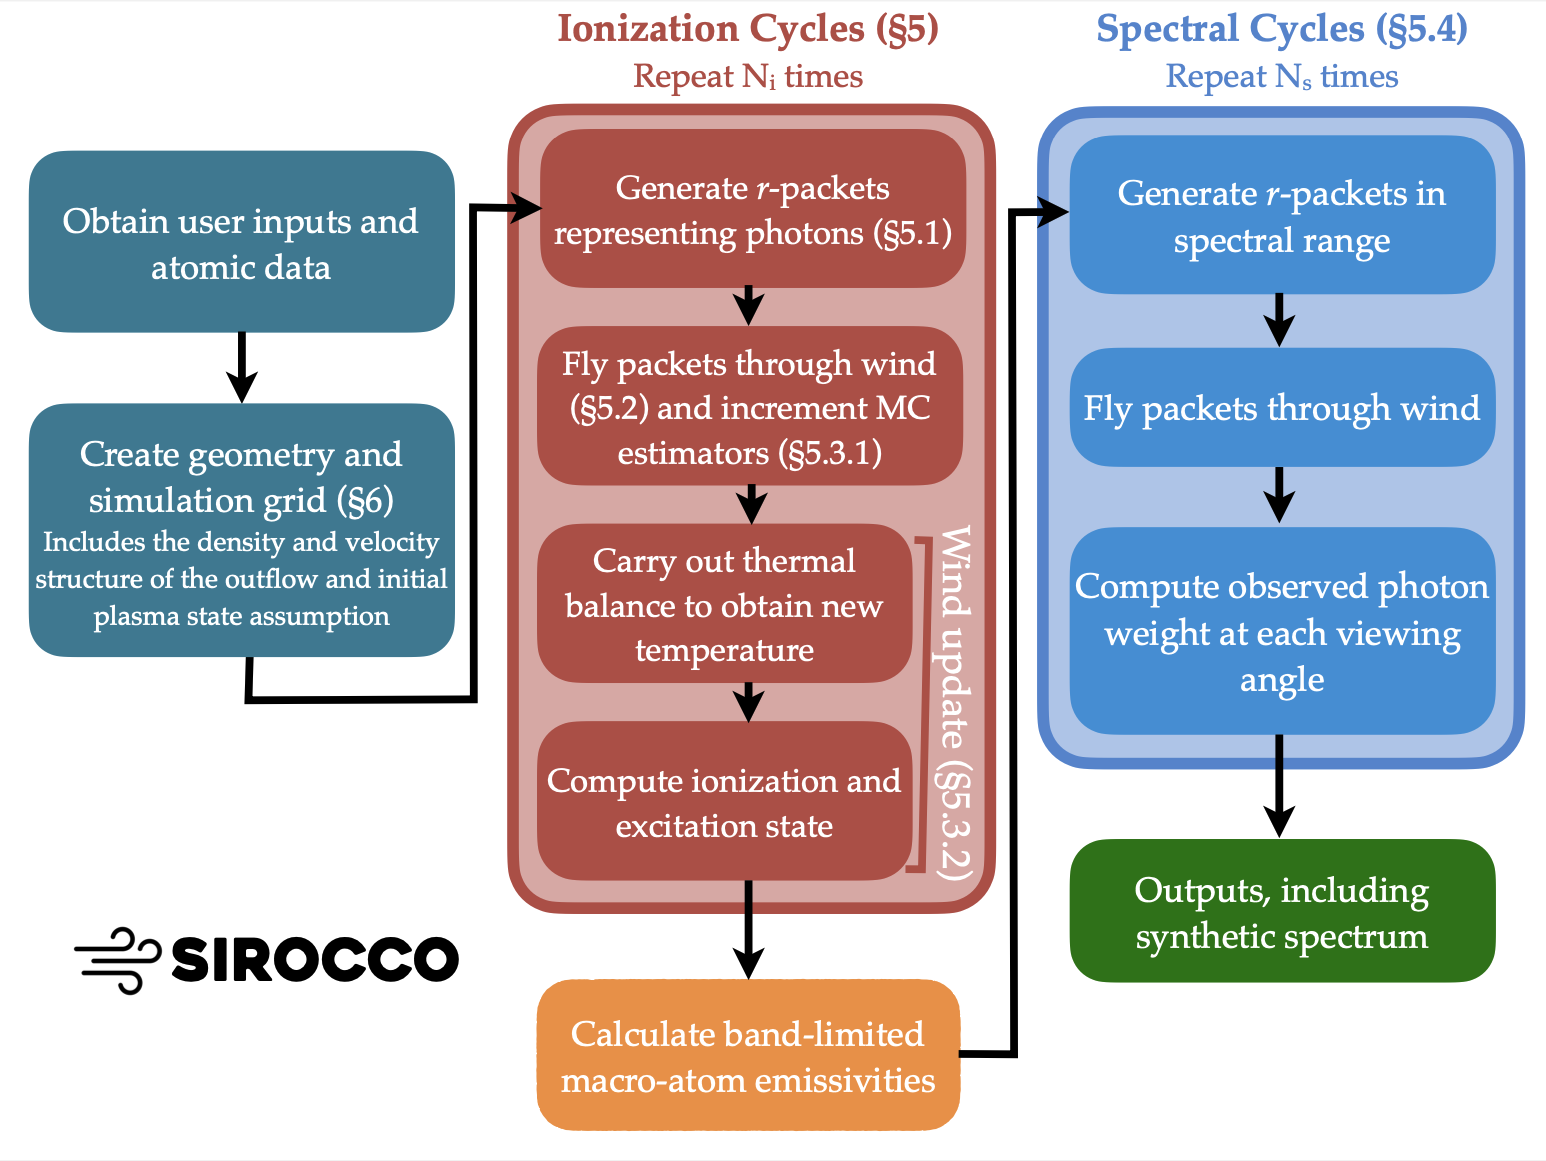 Ionization Cycles (§5)
Repeat Nᵢ times
Spectral Cycles (§5.4)
Repeat Nₛ times
Obtain user inputs and
atomic data
Create geometry and
simulation grid (§6)
Includes the density and velocity
structure of the outflow and initial
plasma state assumption
Generate r-packets
representing photons (§5.1)
Fly packets through wind
(§5.2) and increment MC
estimators (§5.3.1)
Carry out thermal
balance to obtain new
temperature
Compute ionization and
excitation state
Wind update (§5.3.2)
Calculate band-limited
macro-atom emissivities
Generate r-packets in
spectral range
Fly packets through wind
Compute observed photon
weight at each viewing
angle
Outputs, including
synthetic spectrum
SIROCCO